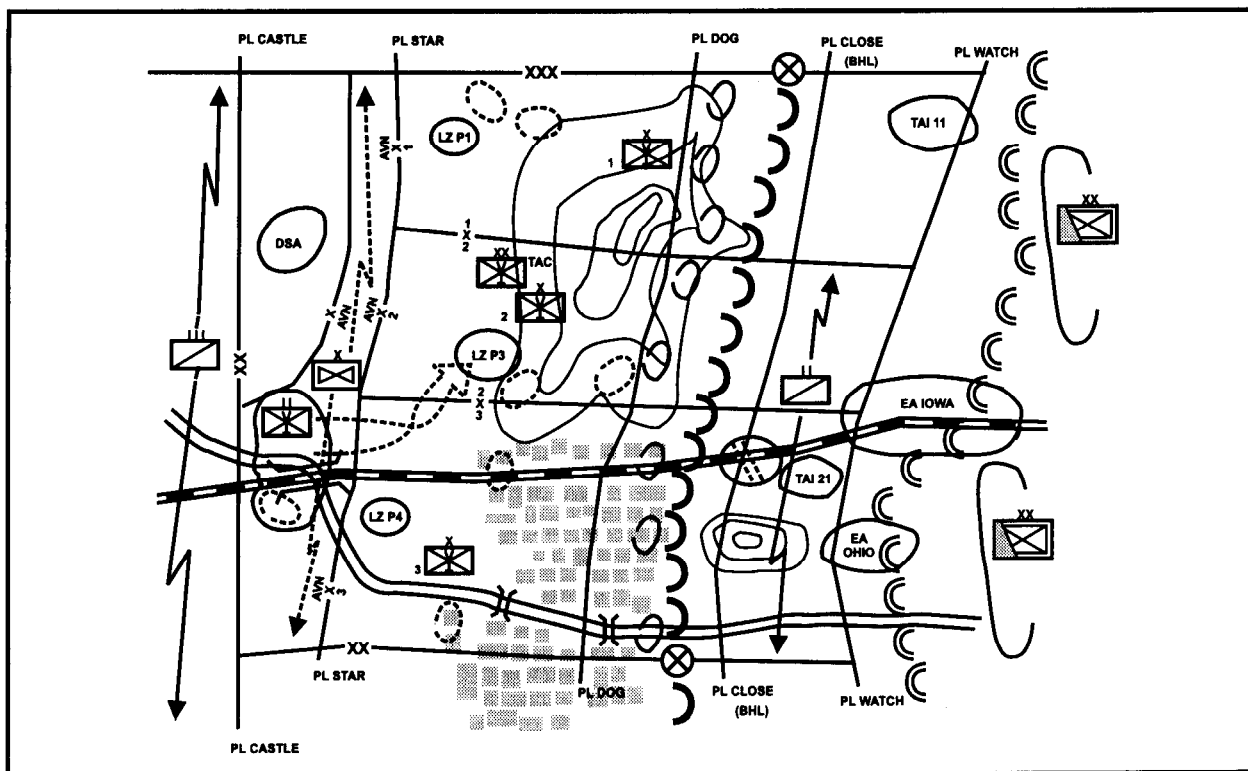 PL CASTLE
PL STAR
PL DOG
PL CLOSE
(BHL)
PL WATCH
XXX
LZ P1
TAI 11
AVN
X
1
X
1
XX
DSA
1
X
2
XX
TAC
X
2
AVN
X
AVN
X
2
LZ P3
III
XX
X
II
2
X
3
II
EA IOWA
TAI 21
LZ P4
EA
OHIO
XX
X
3
AVN
X
3
XX
PL STAR
PL DOG
PL CLOSE
(BHL)
PL WATCH
PL CASTLE